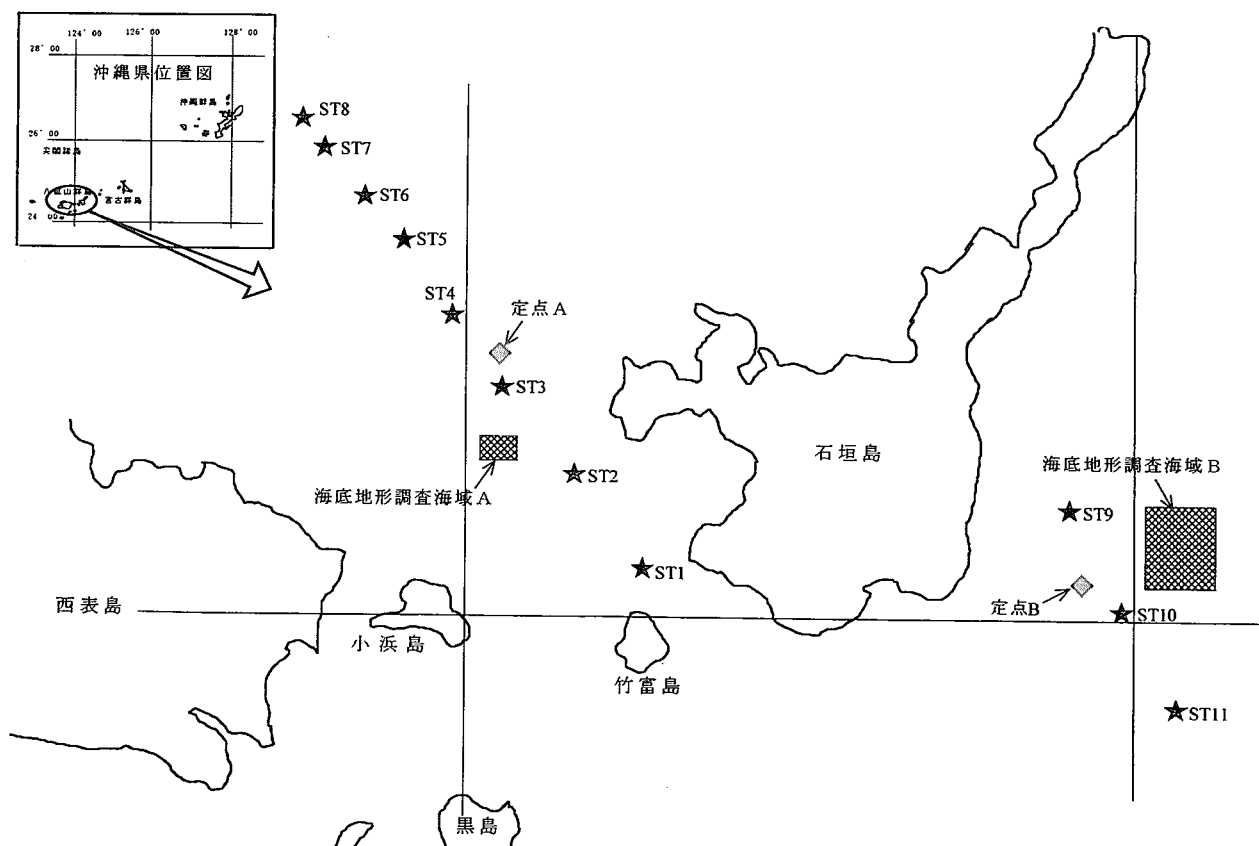 124° 00
126° 00
128° 00
28° 00
沖縄県位置図
沖縄群島
26° 00
尖閣群島
八重山群島
宮古群島
24 00
ST8
ST7
ST6
ST5
ST4
定点A
ST3
海底地形調査海域A
ST2
石垣島
海底地形調査海域B
ST9
ST1
定点B
ST10
西表島
小浜島
竹富島
ST11
黒島